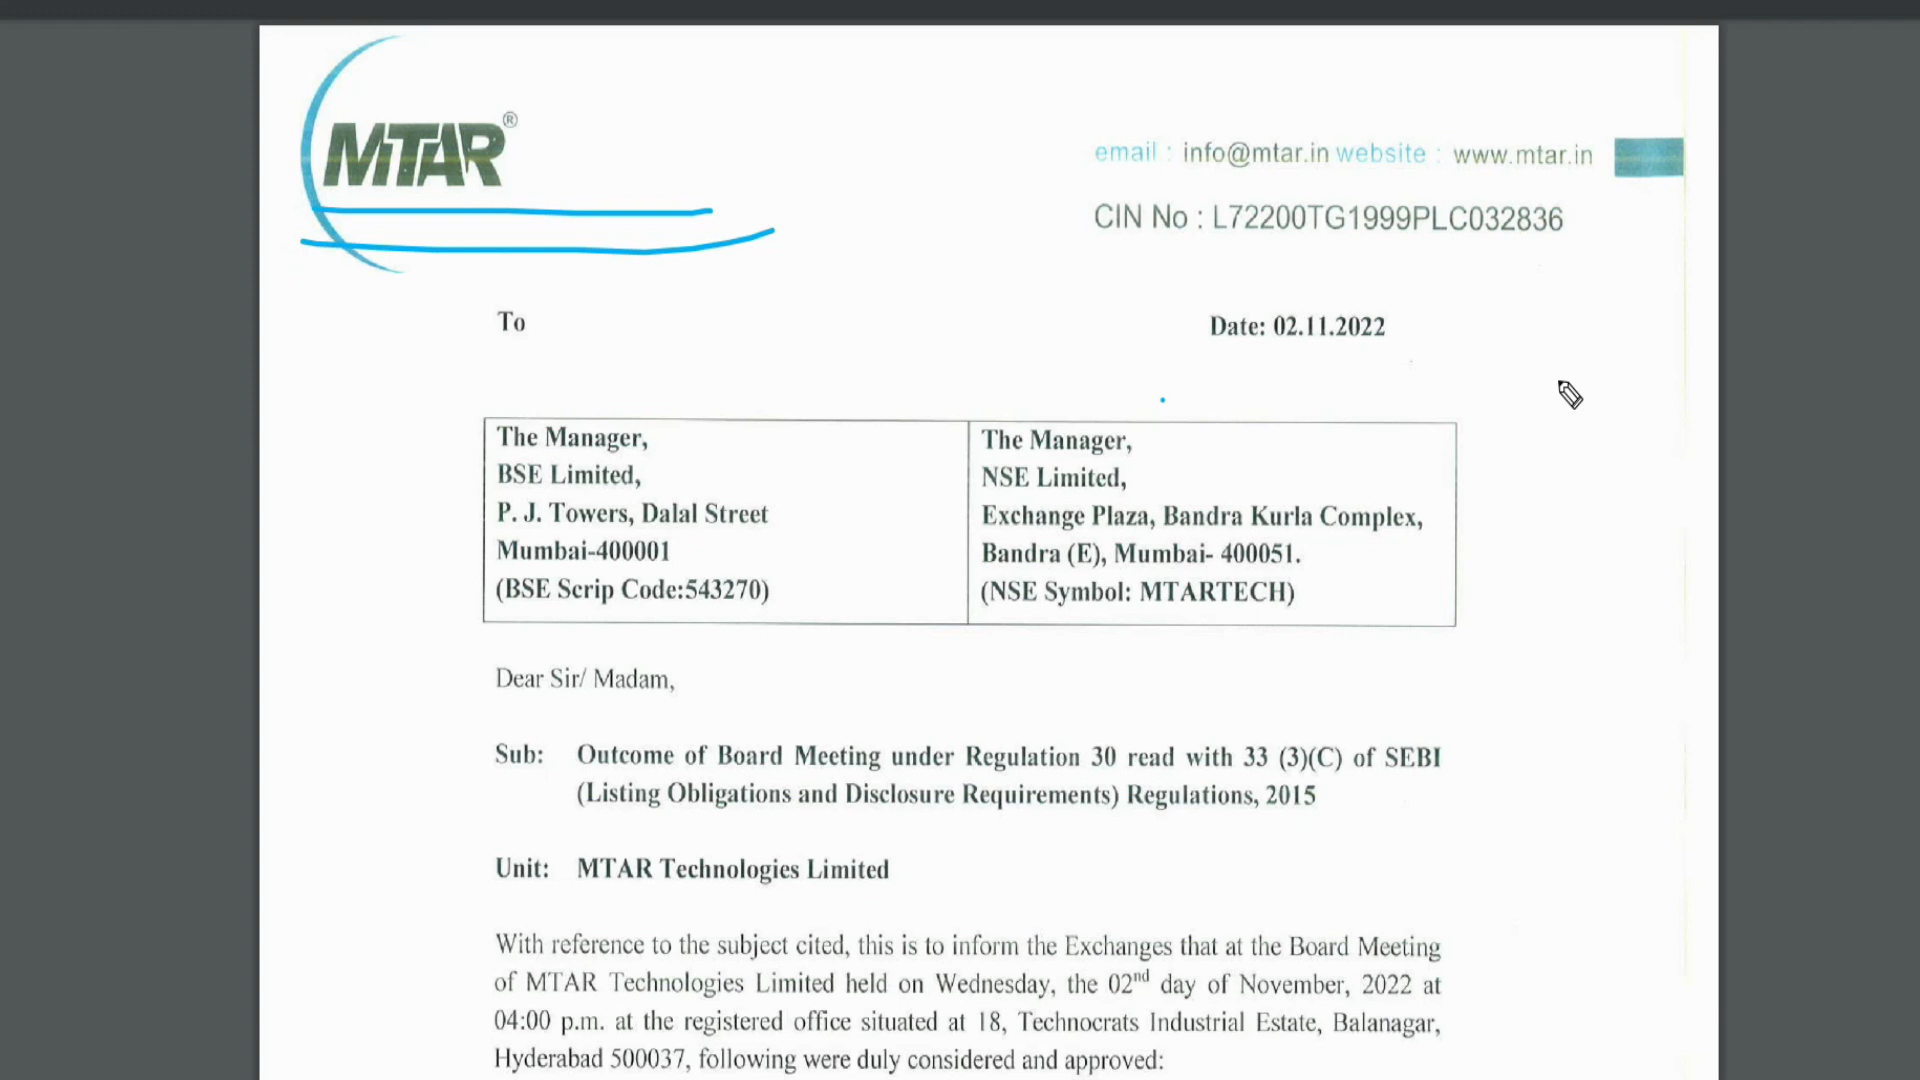 MTAR®
email : info@mtar.in website : www.mtar.in
CIN No : L72200TG1999PLC032836
To
Date: 02.11.2022
The Manager,
BSE Limited,
P. J. Towers, Dalal Street
Mumbai-400001
(BSE Scrip Code:543270)
The Manager,
NSE Limited,
Exchange Plaza, Bandra Kurla Complex,
Bandra (E), Mumbai- 400051.
(NSE Symbol: MTARTECH)
Dear Sir/ Madam,
Sub: Outcome of Board Meeting under Regulation 30 read with 33 (3)(C) of SEBI
(Listing Obligations and Disclosure Requirements) Regulations, 2015
Unit: MTAR Technologies Limited
With reference to the subject cited, this is to inform the Exchanges that at the Board Meeting
of MTAR Technologies Limited held on Wednesday, the 02nd day of November, 2022 at
04:00 p.m. at the registered office situated at 18, Technocrats Industrial Estate, Balanagar,
Hyderabad 500037, following were duly considered and approved: